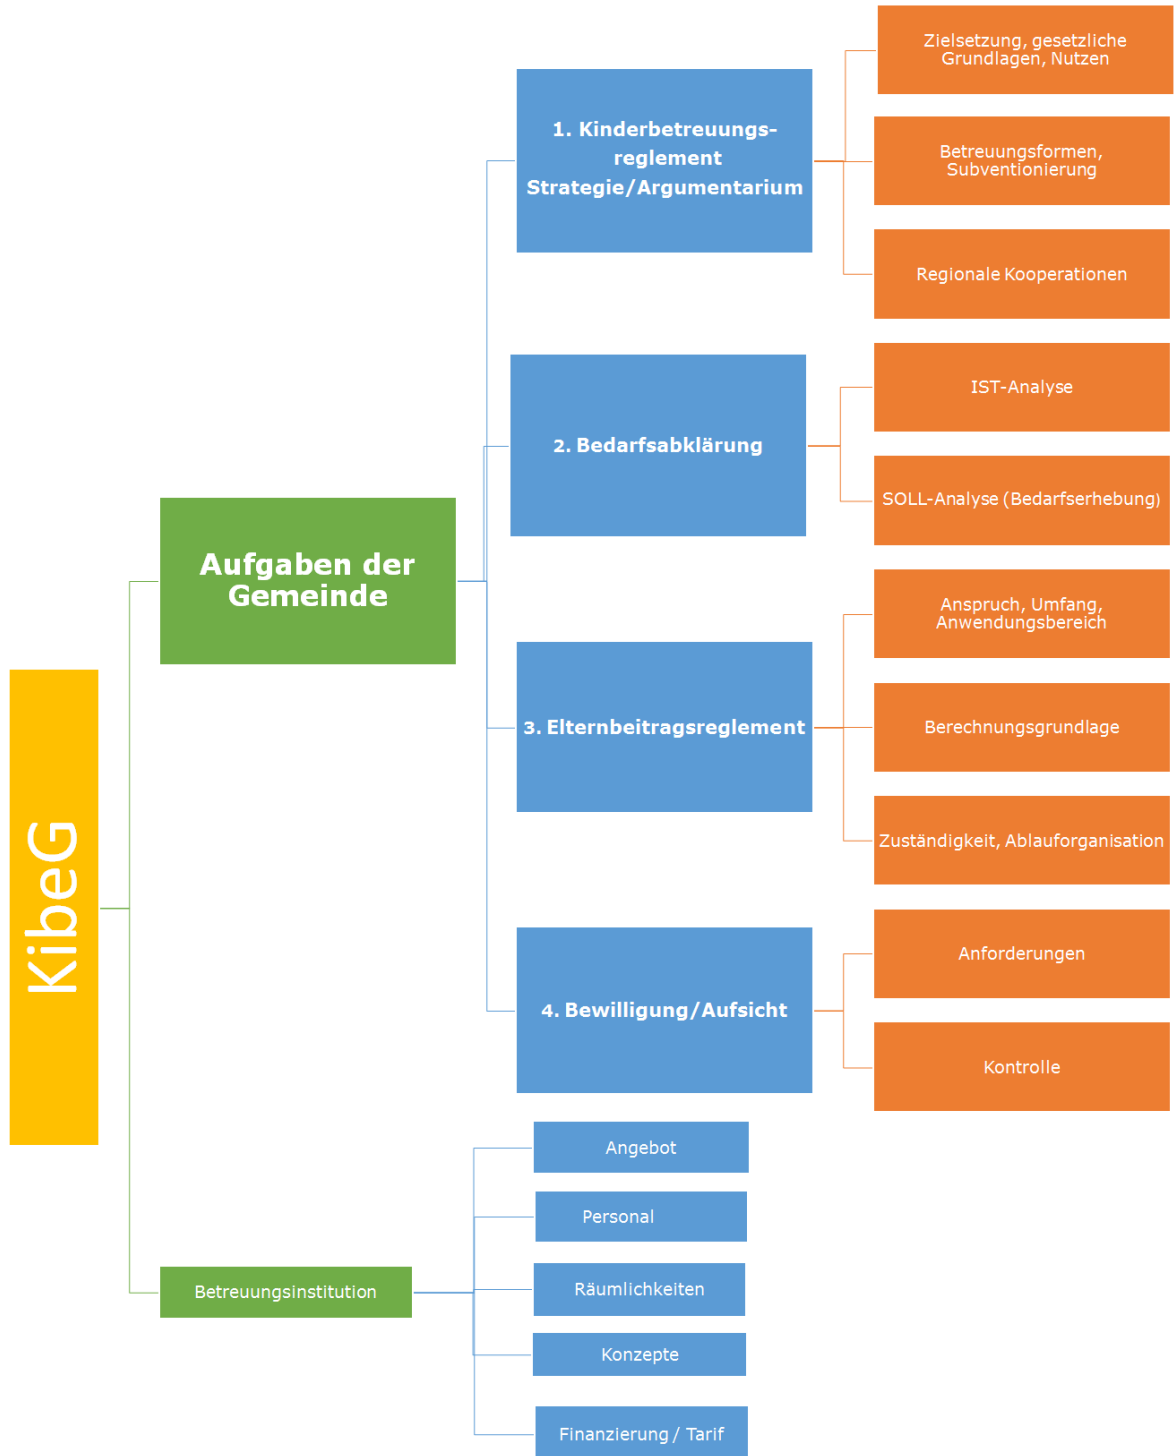 KibeG
Aufgaben der
Gemeinde
1. Kinderbetreuungs-
reglement
Strategie/Argumentarium
Zielsetzung, gesetzliche
Grundlagen, Nutzen
Betreuungsformen,
Subventionierung
Regionale Kooperationen
2. Bedarfsabklärung
IST-Analyse
SOLL-Analyse (Bedarfserhebung)
3. Elternbeitragsreglement
Anspruch, Umfang,
Anwendungsbereich
Berechnungsgrundlage
Zuständigkeit, Ablauforganisation
4. Bewilligung/Aufsicht
Anforderungen
Kontrolle
Betreuungsinstitution
Angebot
Personal
Räumlichkeiten
Konzepte
Finanzierung / Tarif